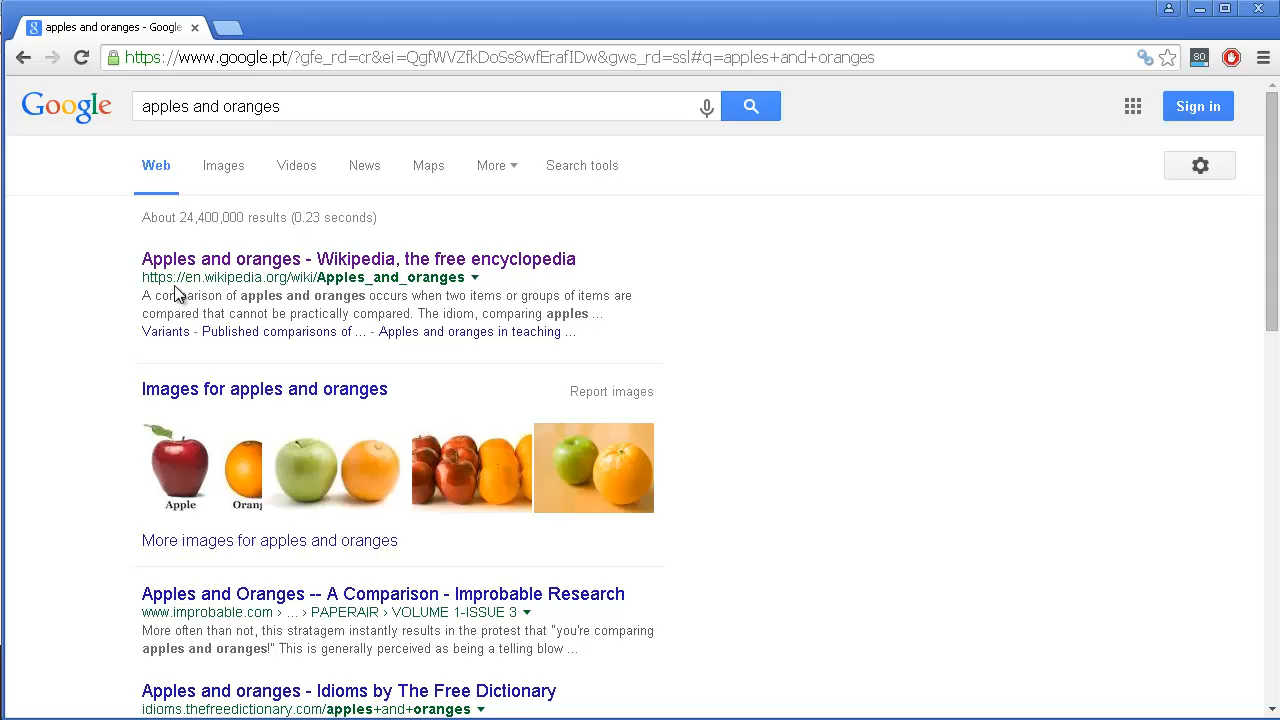 apples and oranges - Google
https://www.google.pt/?gfe_rd=cr&ei=QgfWVZfkDoSs8wfErafIDw&gws_rd=ssl#q=apples+and+oranges
80
Google
apples and oranges
Sign in
Web Images Videos News Maps More Search tools
About 24,400,000 results (0.23 seconds)
Apples and oranges - Wikipedia, the free encyclopedia
https://en.wikipedia.org/wiki/Apples_and_oranges
A comparison of apples and oranges occurs when two items or groups of items are
compared that cannot be practically compared. The idiom, comparing apples ...
Variants - Published comparisons of ... - Apples and oranges in teaching ...
Images for apples and oranges
Report images
Apple
Orang
More images for apples and oranges
Apples and Oranges -- A Comparison - Improbable Research
www.improbable.com › ... › PAPERAIR › VOLUME 1-ISSUE 3
More often than not, this stratagem instantly results in the protest that "you're comparing
apples and oranges!" This is generally perceived as being a telling blow ...
Apples and oranges - Idioms by The Free Dictionary
idioms.thefreedictionary.com/apples+and+oranges